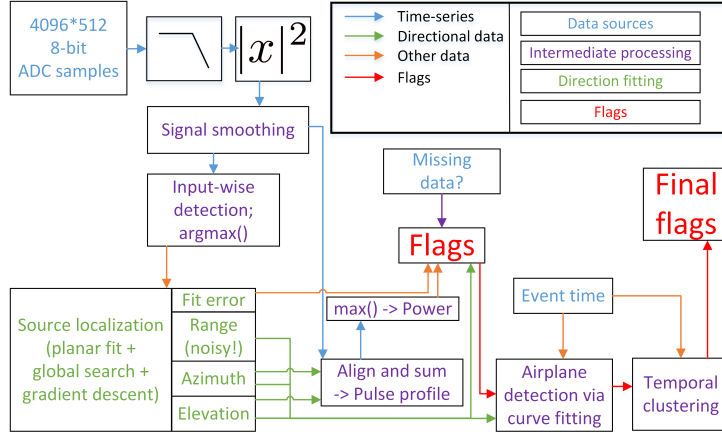 4096*512
8-bit
ADC samples
|x|²
Time-series
Directional data
Other data
Flags
Data sources
Intermediate processing
Direction fitting
Flags
Signal smoothing
Input-wise
detection;
argmax()
Missing
data?
Flags
Final
flags
Source localization
(planar fit +
global search +
gradient descent)
Fit error
Range
(noisy!)
Azimuth
Elevation
max() -> Power
Align and sum
-> Pulse profile
Event time
Airplane
detection via
curve fitting
Temporal
clustering